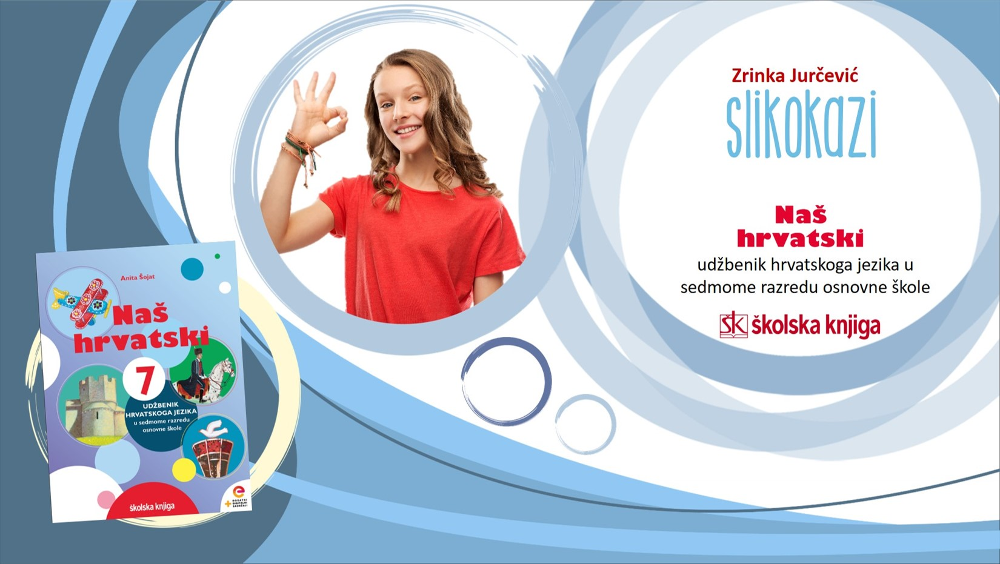 Zrinka Jurčević
slikokazi
Naš
hrvatski
udžbenik hrvatskoga jezika u
sedmome razredu osnovne škole
ŠK školska knjiga
Anita Šojat
Naš
hrvatski
7
UDŽBENIK
HRVATSKOGA JEZIKA
u sedmome razredu
osnovne škole
školska knjiga
e
+ DODATNI
DIGITALNI
SADRŽAJI